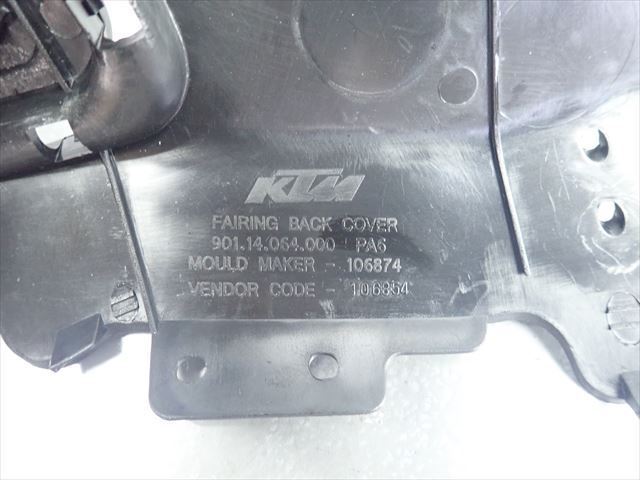 KTM
FAIRING BACK COVER
901.14.064.000 PA6
MOULD MAKER - 106874
VENDOR CODE - 106854